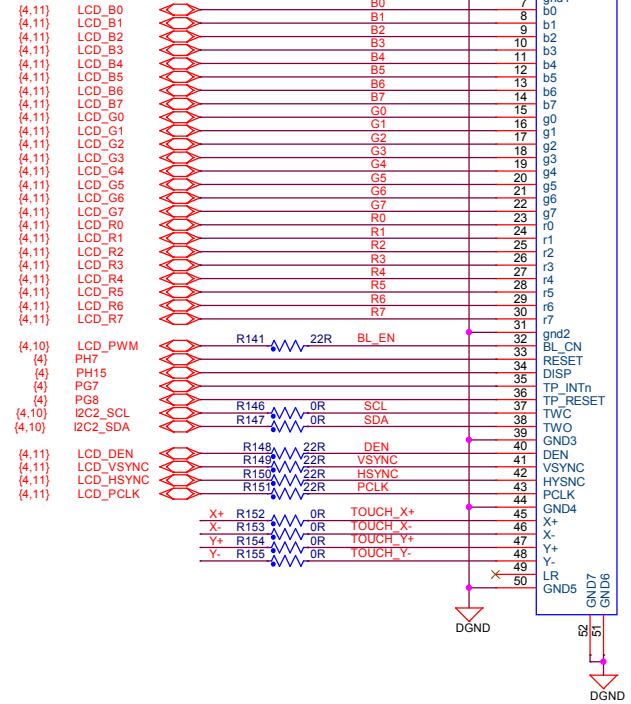 B0 7 gnd1
{4,11} LCD_B0 8 b0
{4,11} LCD_B1 B1 9 b1
{4,11} LCD_B2 B2 10 b2
{4,11} LCD_B3 B3 11 b3
{4,11} LCD_B4 B4 12 b4
{4,11} LCD_B5 B5 13 b5
{4,11} LCD_B6 B6 14 b6
{4,11} LCD_B7 B7 15 b7
{4,11} LCD_G0 G0 16 g0
{4,11} LCD_G1 G1 17 g1
{4,11} LCD_G2 G2 18 g2
{4,11} LCD_G3 G3 19 g3
{4,11} LCD_G4 G4 20 g4
{4,11} LCD_G5 G5 21 g5
{4,11} LCD_G6 G6 22 g6
{4,11} LCD_G7 G7 23 g7
{4,11} LCD_R0 R0 24 r0
{4,11} LCD_R1 R1 25 r1
{4,11} LCD_R2 R2 26 r2
{4,11} LCD_R3 R3 27 r3
{4,11} LCD_R4 R4 28 r4
{4,11} LCD_R5 R5 29 r5
{4,11} LCD_R6 R6 30 r6
{4,11} LCD_R7 R7 31 r7
gnd2
{4,10} LCD_PWM R141 22R BL_EN 32 BL_CN
{4} PH7 33 RESET
{4} PH15 34 DISP
{4} PG7 35 TP_INTn
{4} PG8 36 TP_RESET
{4,10} I2C2_SCL R146 0R SCL 37 TWC
{4,10} I2C2_SDA R147 0R SDA 38 TWO
39 GND3
{4,11} LCD_DEN R148 22R DEN 40 DEN
{4,11} LCD_VSYNC R149 22R VSYNC 41 VSYNC
{4,11} LCD_HSYNC R150 22R HSYNC 42 HYSNC
{4,11} LCD_PCLK R151 22R PCLK 43 PCLK
44 GND4
X+ R152 0R TOUCH_X+ 45 X+
X- R153 0R TOUCH_X- 46 X-
Y+ R154 0R TOUCH_Y+ 47 Y+
Y- R155 0R TOUCH_Y- 48 Y-
49 LR
50 GND5
GND7
GND6
52
51
DGND
DGND